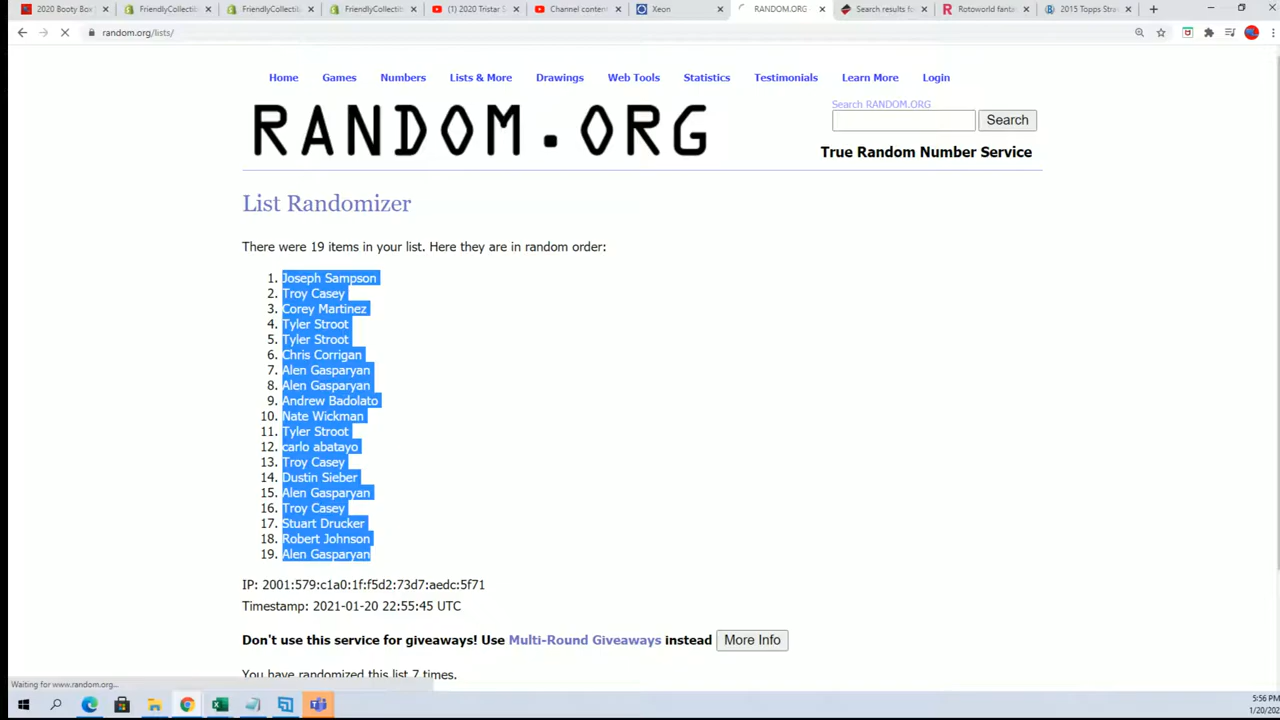 2020 Booty Box
FriendlyCollectib
FriendlyCollectib
FriendlyCollectib
(1) 2020 Tristar S
Channel content
Xeon
RANDOM.ORG
Search results fo
Rotoworld fanta
2015 Topps Stra
random.org/lists/
Home Games Numbers Lists & More Drawings Web Tools Statistics Testimonials Learn More Login
RANDOM.ORG
Search RANDOM.ORG
Search
True Random Number Service
List Randomizer
There were 19 items in your list. Here they are in random order:
1. Joseph Sampson
2. Troy Casey
3. Corey Martinez
4. Tyler Stroot
5. Tyler Stroot
6. Chris Corrigan
7. Alen Gasparyan
8. Alen Gasparyan
9. Andrew Badolato
10. Nate Wickman
11. Tyler Stroot
12. carlo abatayo
13. Troy Casey
14. Dustin Sieber
15. Alen Gasparyan
16. Troy Casey
17. Stuart Drucker
18. Robert Johnson
19. Alen Gasparyan
IP: 2001:579:c1a0:1f:f5d2:73d7:aedc:5f71
Timestamp: 2021-01-20 22:55:45 UTC
Don't use this service for giveaways! Use Multi-Round Giveaways instead More Info
You have randomized this list 7 times.
Waiting for www.random.org...
5:56 PM
1/20/202